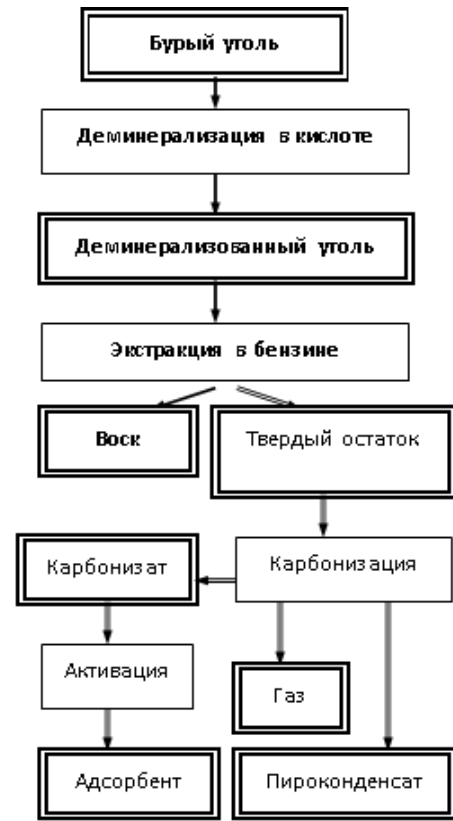 Бурый уголь
Деминерализация в кислоте
Деминерализованный уголь
Экстракция в бензине
Воск
Твердый остаток
Карбонизат
Карбонизация
Активация
Газ
Адсорбент
Пироконденсат